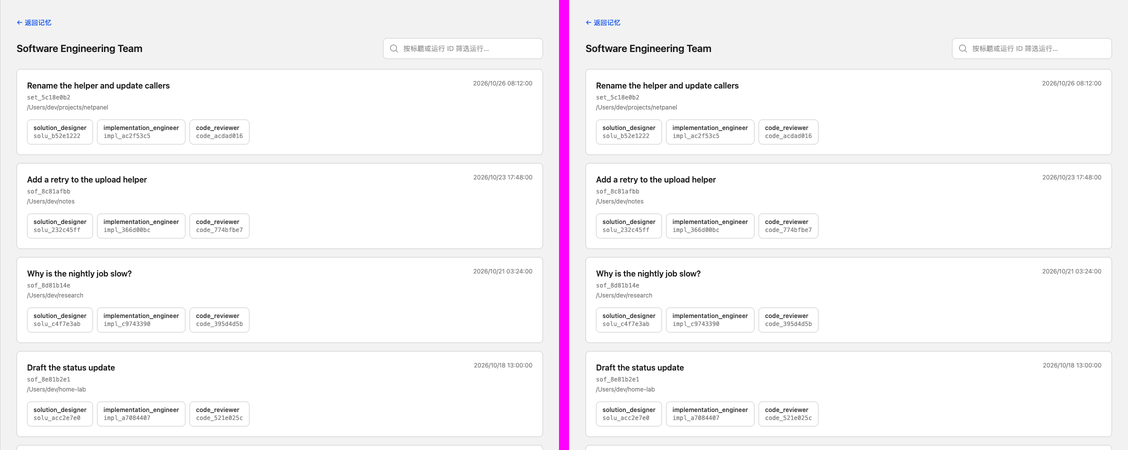 ← 返回记忆
Software Engineering Team
按标题或运行 ID 筛选运行...
Rename the helper and update callers
2026/10/26 08:12:00
set_5c18e0b2
/Users/dev/projects/netpanel
solution_designer
solu_b52e1222
implementation_engineer
impl_ac2f53c5
code_reviewer
code_acdad016
Add a retry to the upload helper
2026/10/23 17:48:00
sof_8c81afbb
/Users/dev/notes
solution_designer
solu_232c45ff
implementation_engineer
impl_366d00bc
code_reviewer
code_774bfbe7
Why is the nightly job slow?
2026/10/21 03:24:00
sof_8d81b14e
/Users/dev/research
solution_designer
solu_c4f7e3ab
implementation_engineer
impl_c9743390
code_reviewer
code_395d4d5b
Draft the status update
2026/10/18 13:00:00
sof_8e81b2e1
/Users/dev/home-lab
solution_designer
solu_acc2e7e0
implementation_engineer
impl_a7084407
code_reviewer
code_521e025c
← 返回记忆
Software Engineering Team
按标题或运行 ID 筛选运行...
Rename the helper and update callers
2026/10/26 08:12:00
set_5c18e0b2
/Users/dev/projects/netpanel
solution_designer
solu_b52e1222
implementation_engineer
impl_ac2f53c5
code_reviewer
code_acdad016
Add a retry to the upload helper
2026/10/23 17:48:00
sof_8c81afbb
/Users/dev/notes
solution_designer
solu_232c45ff
implementation_engineer
impl_366d00bc
code_reviewer
code_774bfbe7
Why is the nightly job slow?
2026/10/21 03:24:00
sof_8d81b14e
/Users/dev/research
solution_designer
solu_c4f7e3ab
implementation_engineer
impl_c9743390
code_reviewer
code_395d4d5b
Draft the status update
2026/10/18 13:00:00
sof_8e81b2e1
/Users/dev/home-lab
solution_designer
solu_acc2e7e0
implementation_engineer
impl_a7084407
code_reviewer
code_521e025c